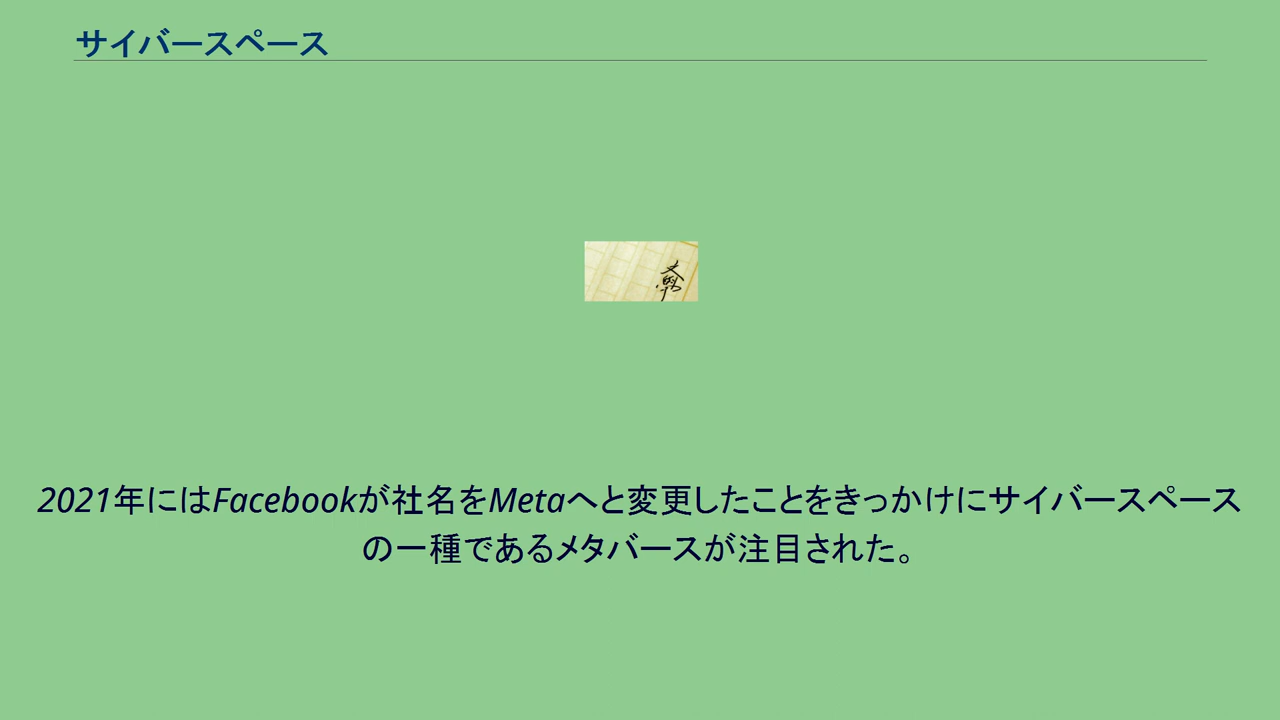 サイバースペース
2021年にはFacebookが社名をMetaへと変更したことをきっかけにサイバースペース
の一種であるメタバースが注目された。